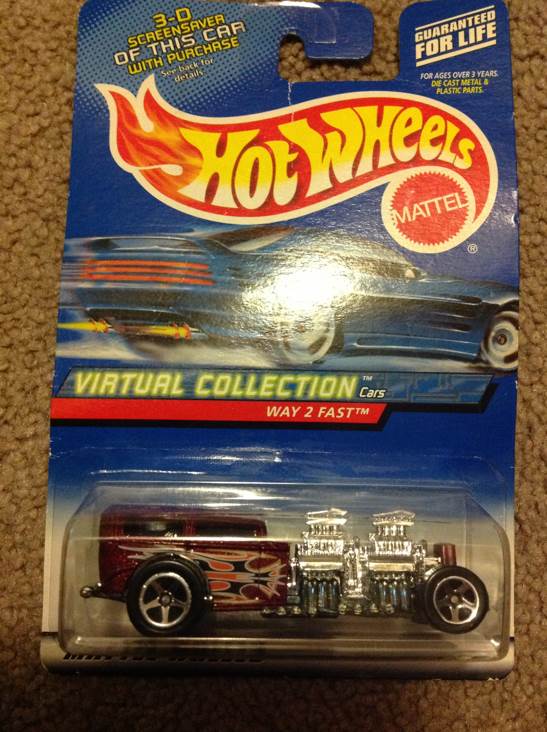 3-D
SCREENSAVER
OF THIS CAR
WITH PURCHASE
See back for
details.
GUARANTEED
FOR LIFE
FOR AGES OVER 3 YEARS.
DIE CAST METAL &
PLASTIC PARTS.
HOT WHEELS
MATTEL
®
VIRTUAL COLLECTION™
Cars
WAY 2 FAST™